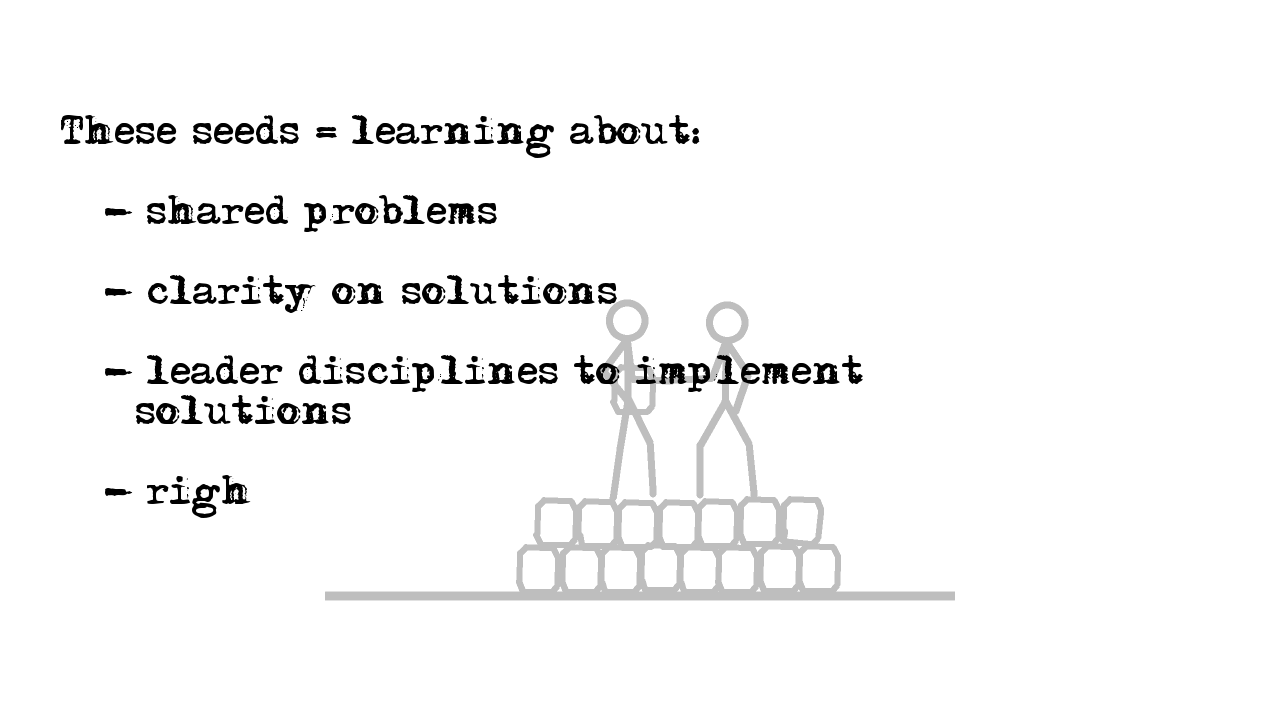 These seeds = learning about:
- shared problems
- clarity on solutions
- leader disciplines to implement
solutions
- righ